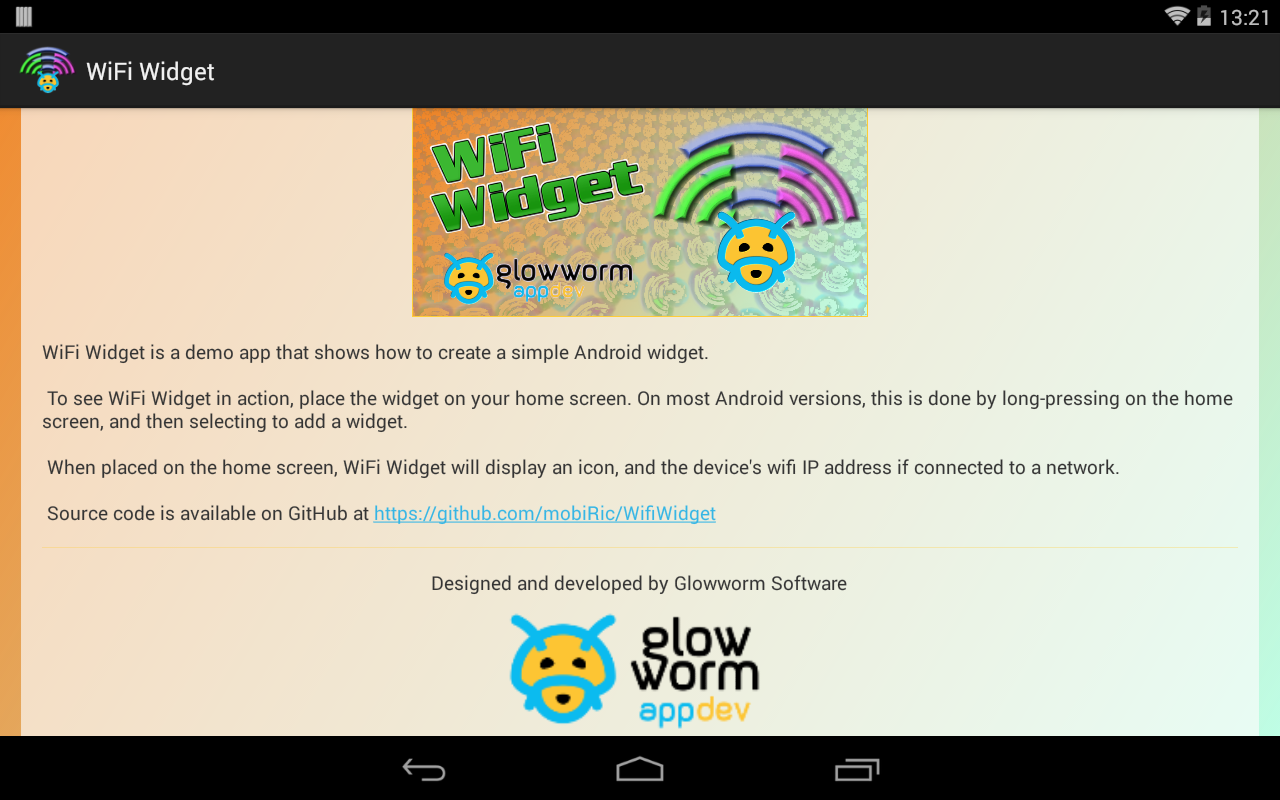 13:21
WiFi Widget
WiFi
Widget
glowworm
appdev
WiFi Widget is a demo app that shows how to create a simple Android widget.
To see WiFi Widget in action, place the widget on your home screen. On most Android versions, this is done by long-pressing on the home
screen, and then selecting to add a widget.
When placed on the home screen, WiFi Widget will display an icon, and the device's wifi IP address if connected to a network.
Source code is available on GitHub at https://github.com/mobiRic/WifiWidget
Designed and developed by Glowworm Software
glow
worm
appdev